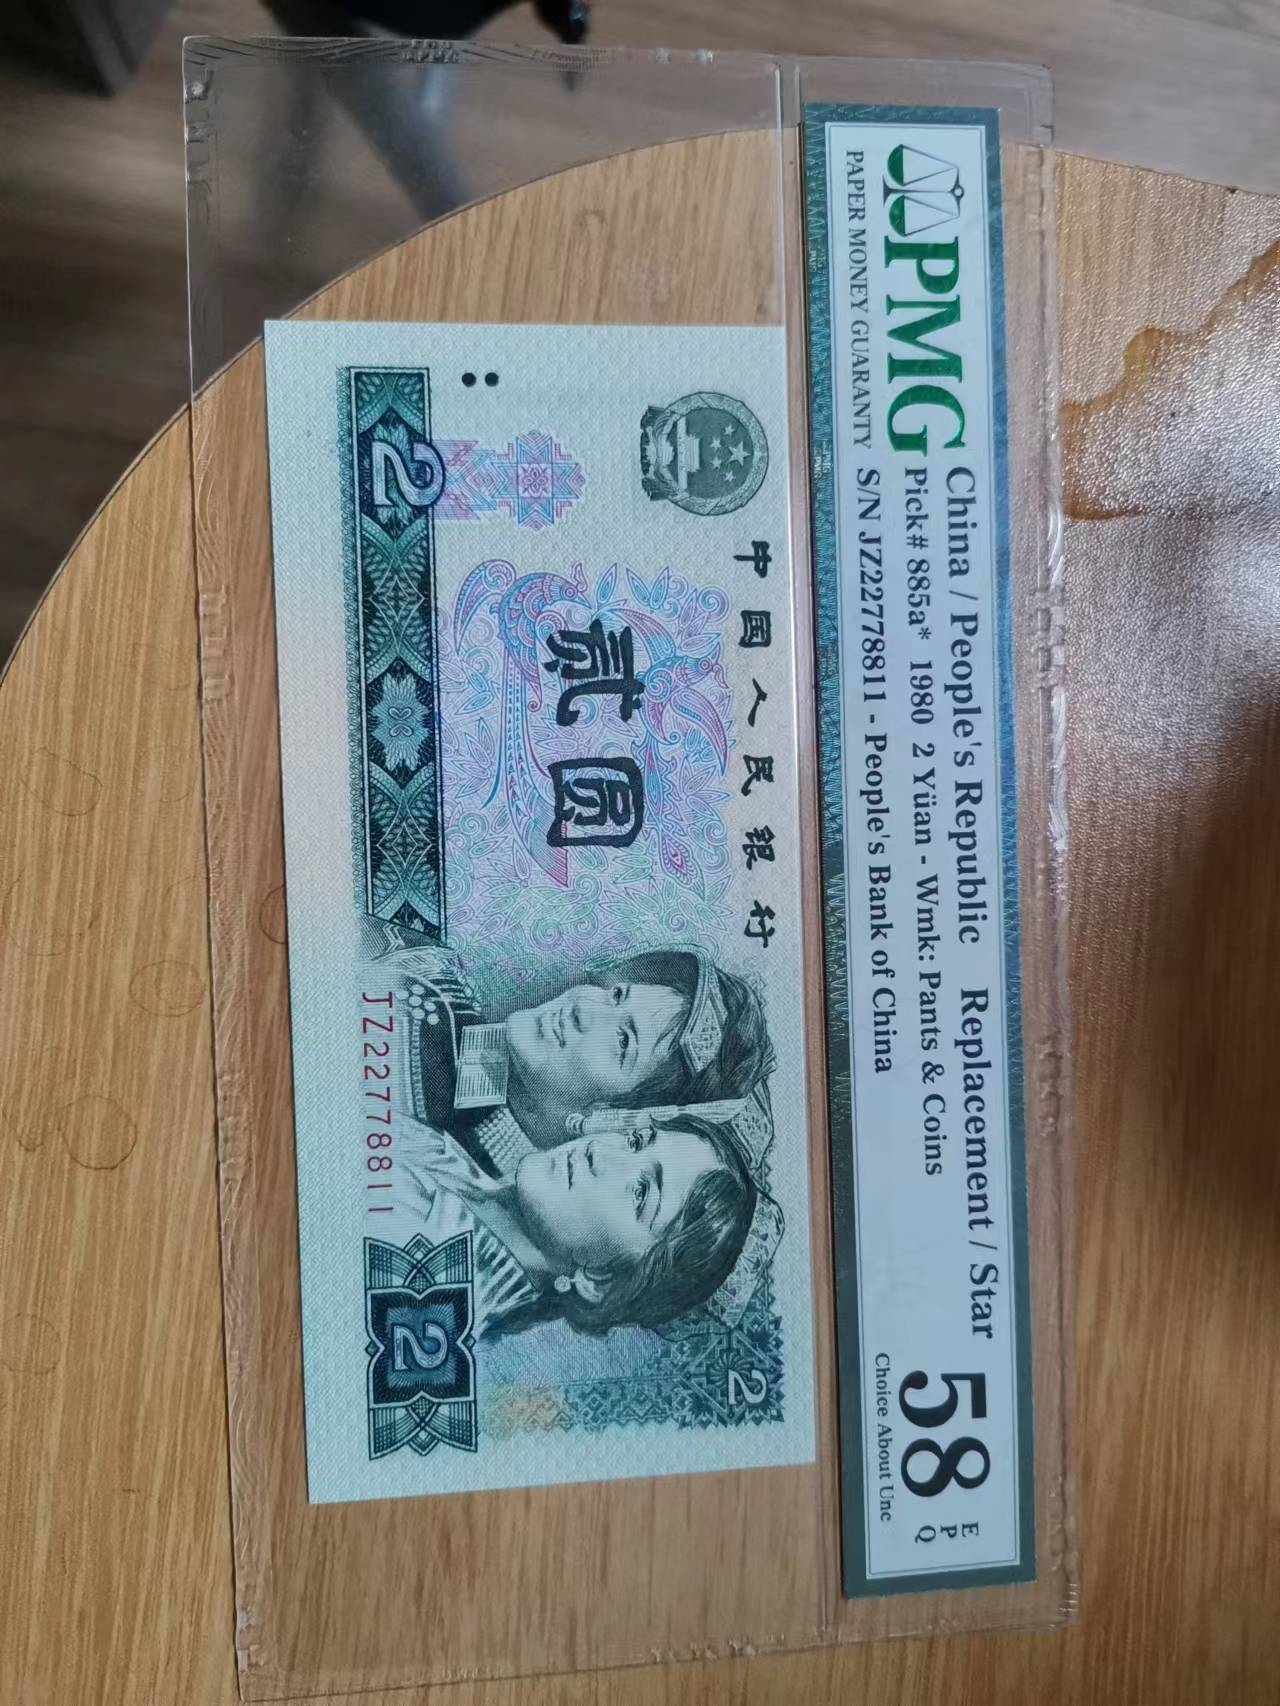 PMG
PAPER MONEY GUARANTY
China / People's Republic Replacement / Star
Pick# 885a* 1980 2 Yüan - Wmk: Pants & Coins
S/N JZ22778811 - People's Bank of China
58
E
P
Q
Choice About Unc
中国人民银行
贰圆
2
JZ22778811
2
2